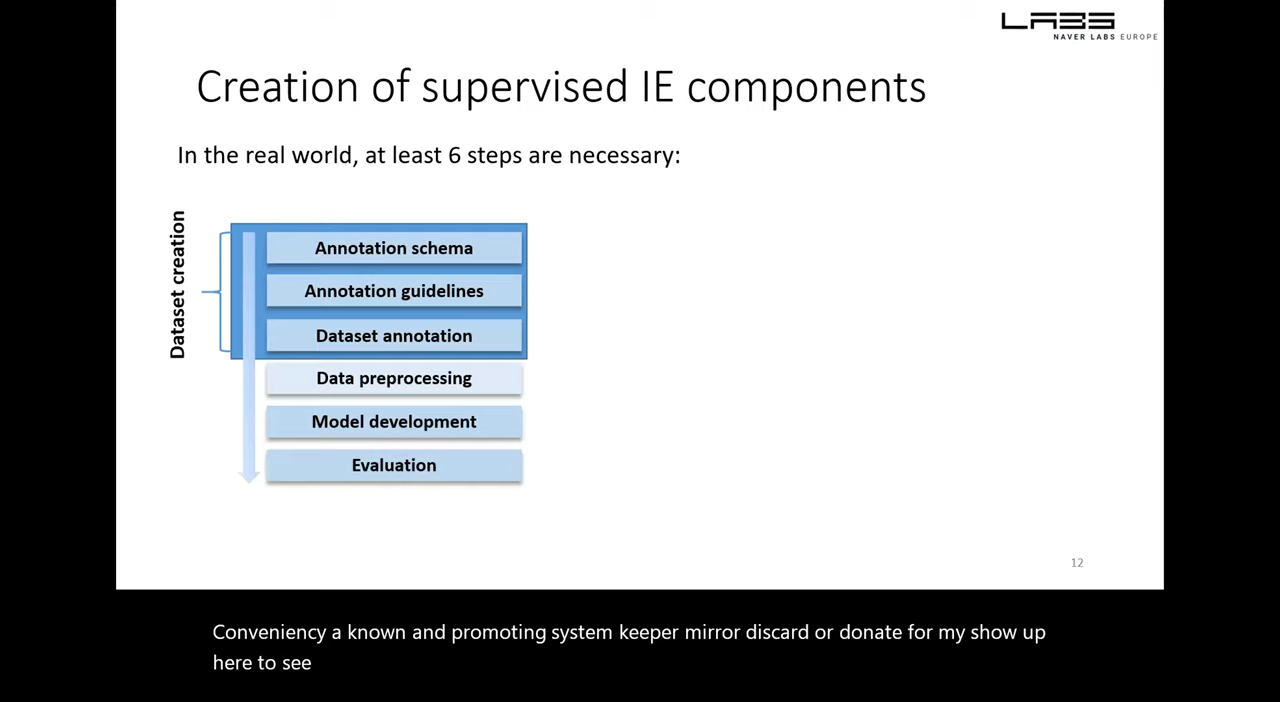 LABS
NAVER LABS EUROPE
Creation of supervised IE components
In the real world, at least 6 steps are necessary:
Dataset creation
Annotation schema
Annotation guidelines
Dataset annotation
Data preprocessing
Model development
Evaluation
12
Conveniency a known and promoting system keeper mirror discard or donate for my show up
here to see